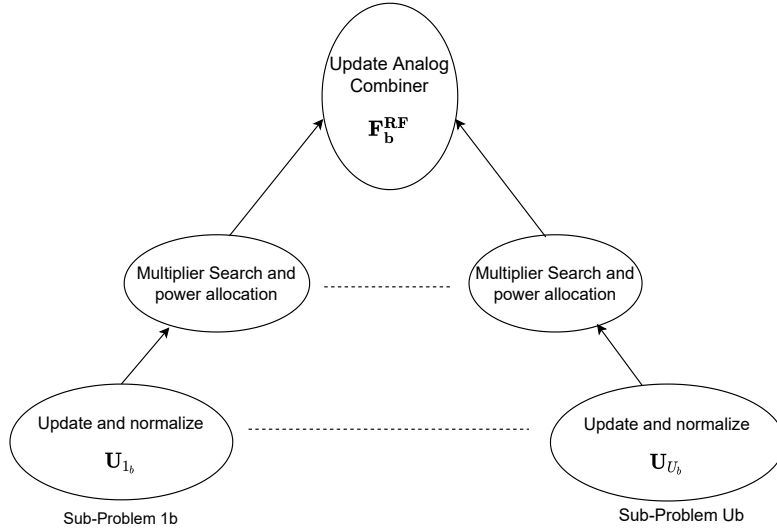 Update Analog
Combiner
F_b^RF
Multiplier Search and
power allocation
Multiplier Search and
power allocation
Update and normalize
U_{1_b}
Update and normalize
U_{U_b}
Sub-Problem 1b
Sub-Problem Ub